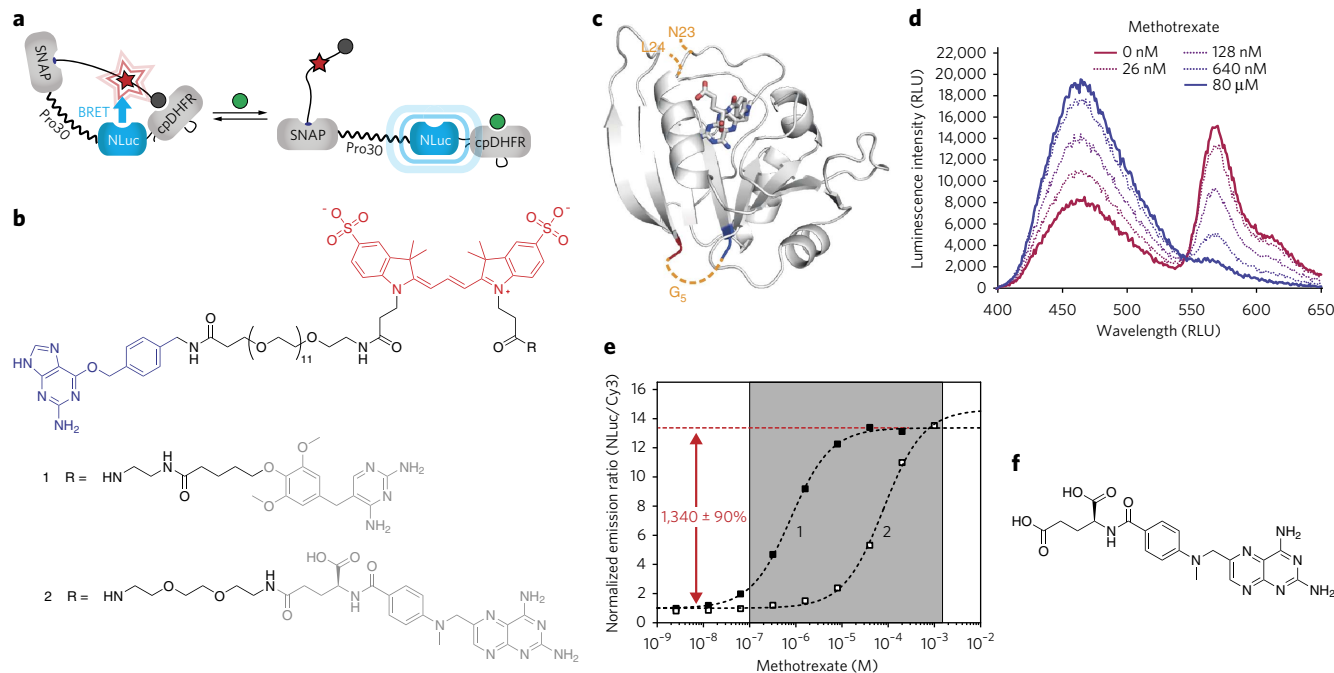 a
SNAP
BRET
Pro30
NLuc
cpDHFR
SNAP
Pro30
NLuc
cpDHFR
b
⁻O
O
S
O
O
O⁻
S
O
N
N
+
O
N
H
O
O
11
O
N
H
O
O
R
N
N
HN
N
N
O
NH₂
1 R =
HN
H
N
O
O
O
O
N
NH₂
N
NH₂
2 R =
HN
O
O
H
N
O
HO
O
N
H
O
N
N
N
N
NH₂
N
NH₂
c
N23
L24
G₅
d
Methotrexate
0 nM
128 nM
26 nM
640 nM
80 μM
Luminescence intensity (RLU)
22,000
20,000
18,000
16,000
14,000
12,000
10,000
8,000
6,000
4,000
2,000
0
400 450 500 550 600 650
Wavelength (RLU)
e
Normalized emission ratio (NLuc/Cy3)
16
14
12
10
8
6
4
2
0
1,340 ± 90%
1
2
10⁻⁹ 10⁻⁸ 10⁻⁷ 10⁻⁶ 10⁻⁵ 10⁻⁴ 10⁻³ 10⁻²
Methotrexate (M)
f
HO
O
HO
O
N
H
O
N
N
N
NH₂
N
N
NH₂